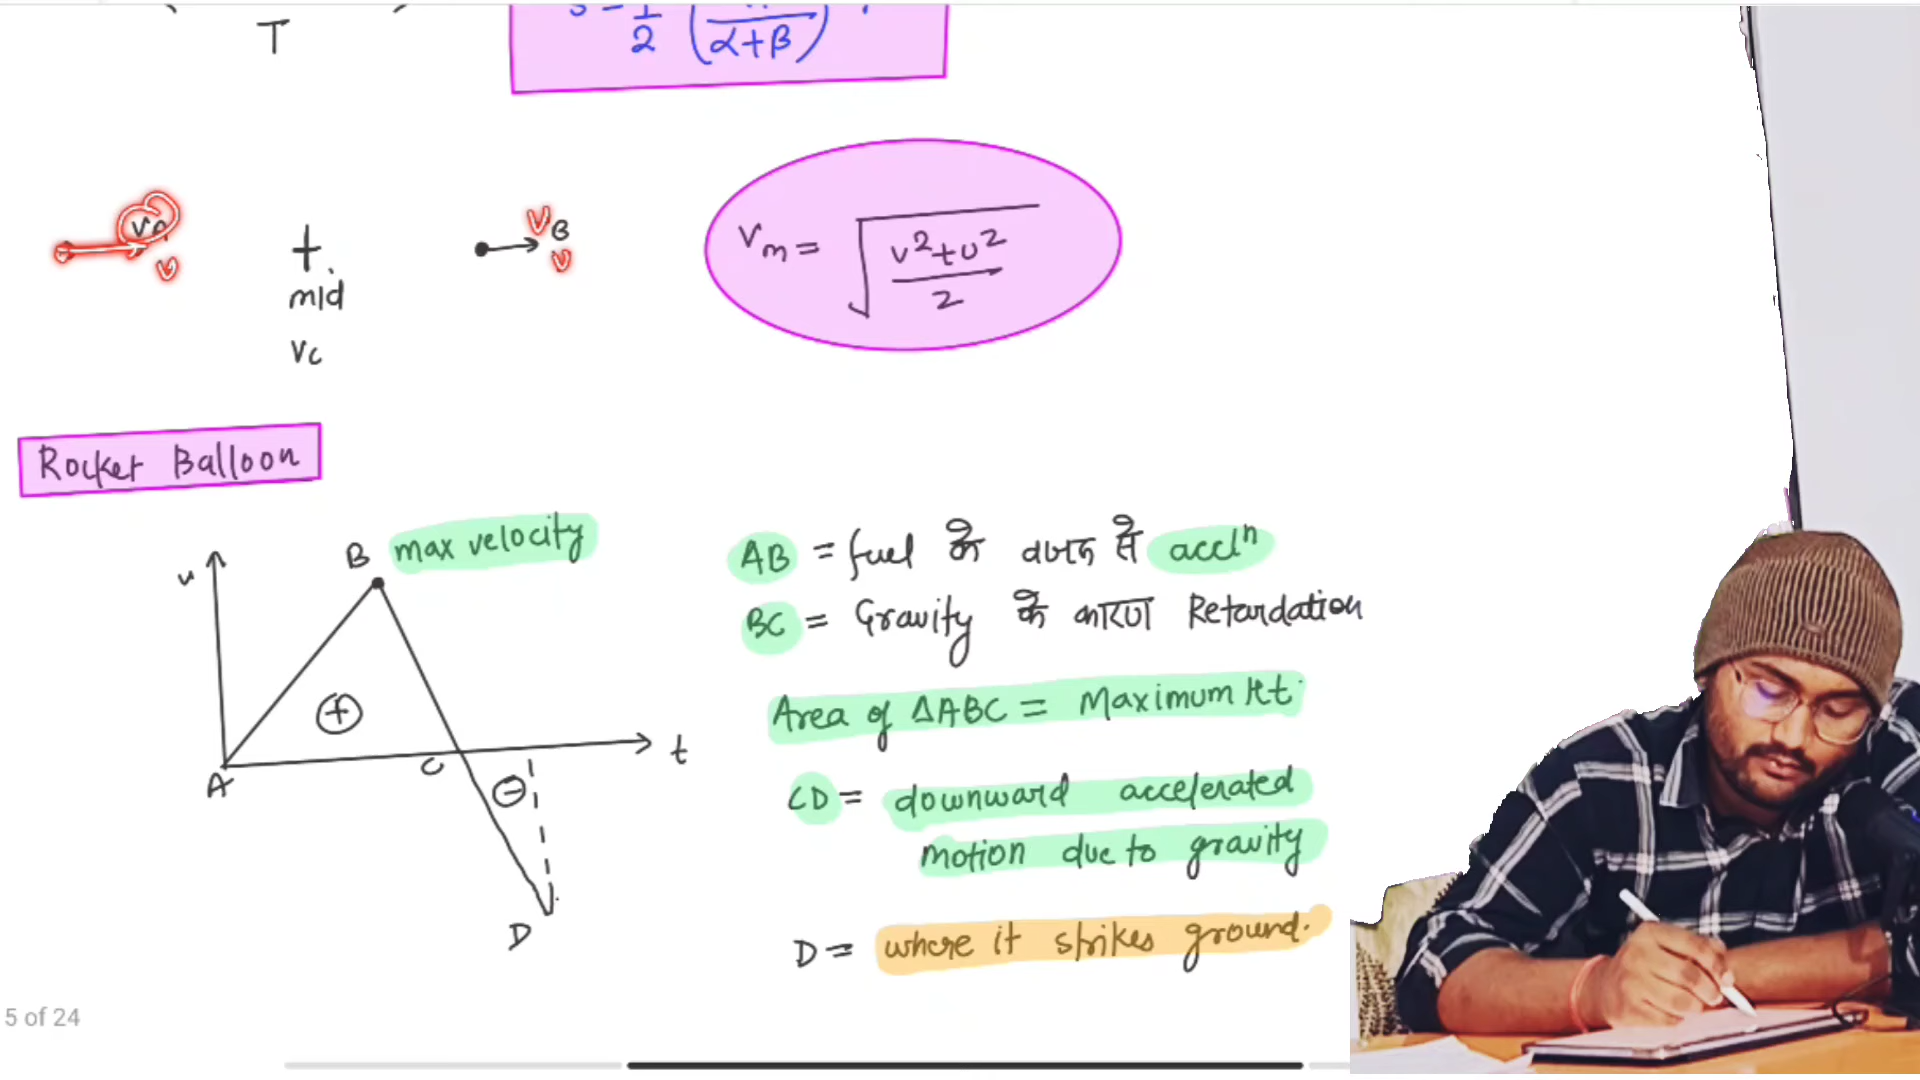 T
S = 1/2 (/α+β)
VB
v
+
mid
Vc
Vm = √(v²+u²/2)
Rocket Balloon
B max velocity
v
A
+
C
t
−
D
AB = fuel के वजह से acclⁿ
BC = Gravity के कारण Retardation
Area of ΔABC = Maximum Ht.
CD = downward accelerated
motion due to gravity
D = where it strikes ground.
5 of 24